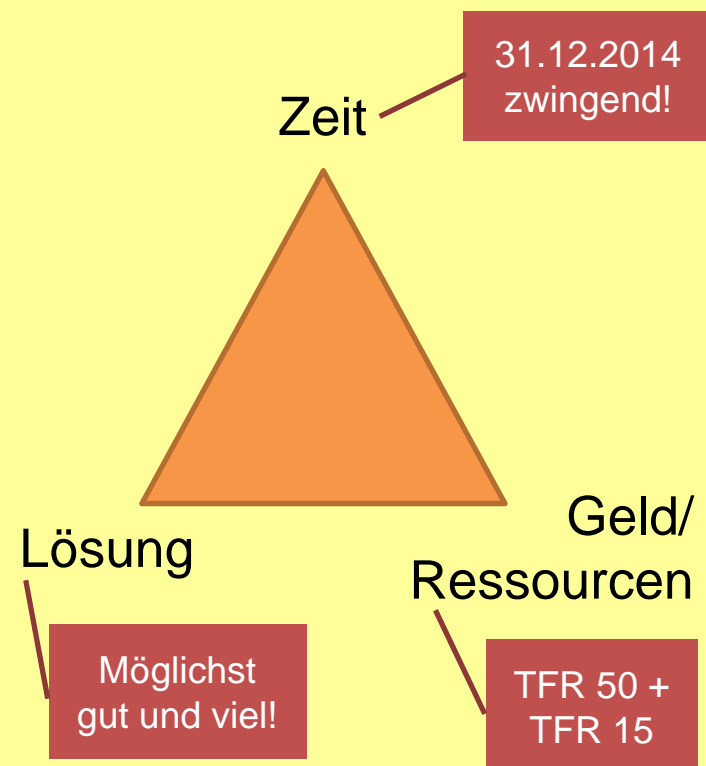 31.12.2014
zwingend!
Zeit
Lösung
Geld/
Ressourcen
Möglichst
gut und viel!
TFR 50 +
TFR 15